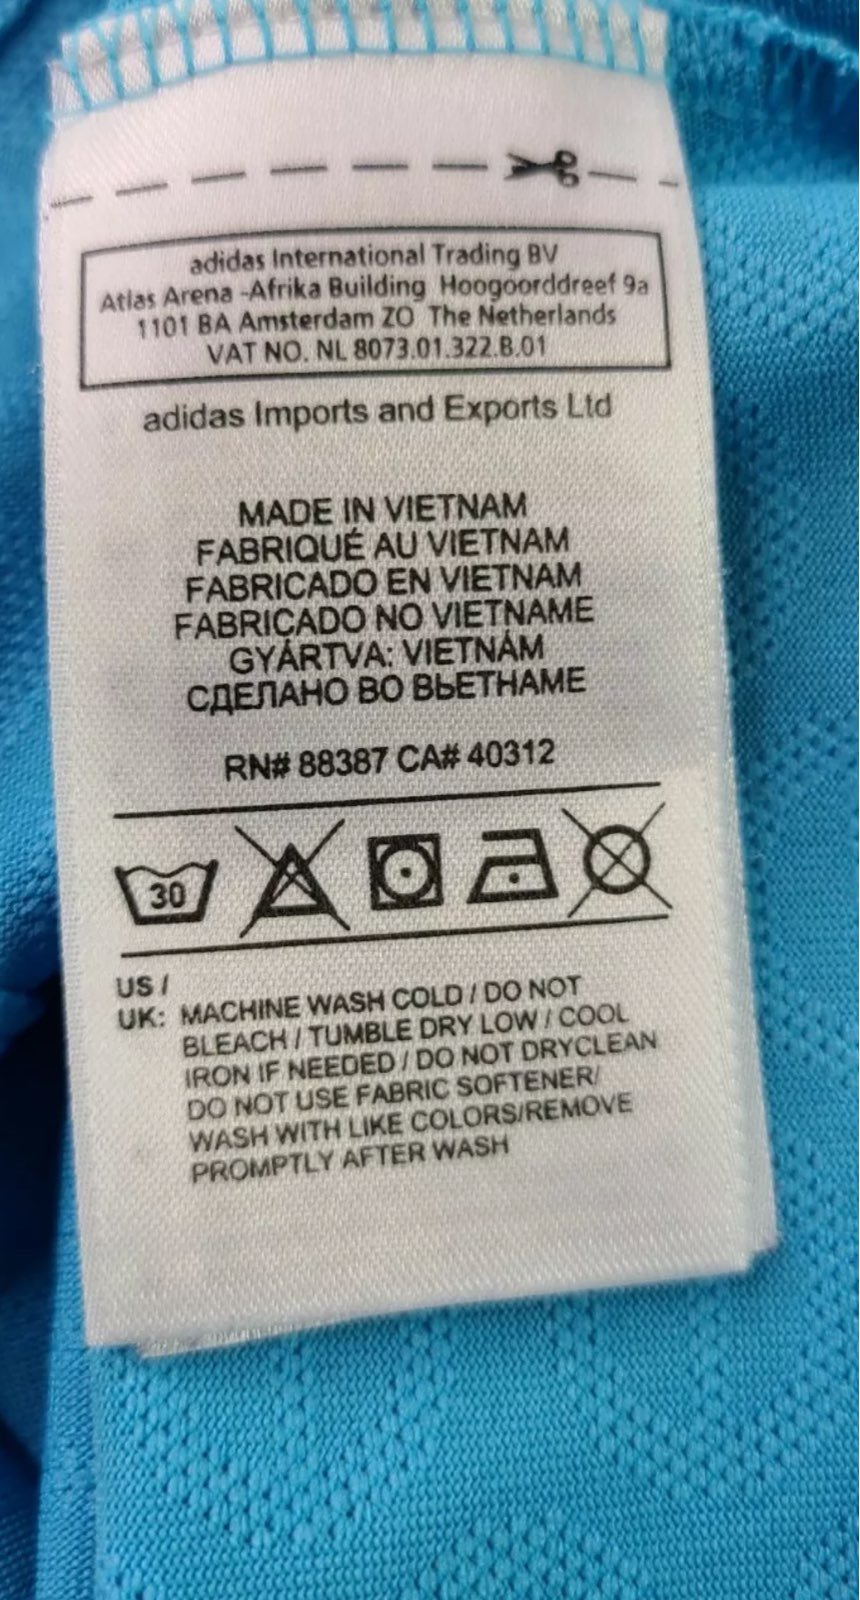 adidas International Trading BV
Atlas Arena -Afrika Building Hoogoorddreef 9a
1101 BA Amsterdam ZO The Netherlands
VAT NO. NL 8073.01.322.B.01
adidas Imports and Exports Ltd
MADE IN VIETNAM
FABRIQUÉ AU VIETNAM
FABRICADO EN VIETNAM
FABRICADO NO VIETNAME
GYÁRTVA: VIETNÁM
СДЕЛАНО ВО ВЬЕТНАМЕ
RN# 88387 CA# 40312
30
US /
UK: MACHINE WASH COLD / DO NOT
BLEACH / TUMBLE DRY LOW / COOL
IRON IF NEEDED / DO NOT DRYCLEAN
DO NOT USE FABRIC SOFTENER/
WASH WITH LIKE COLORS/REMOVE
PROMPTLY AFTER WASH